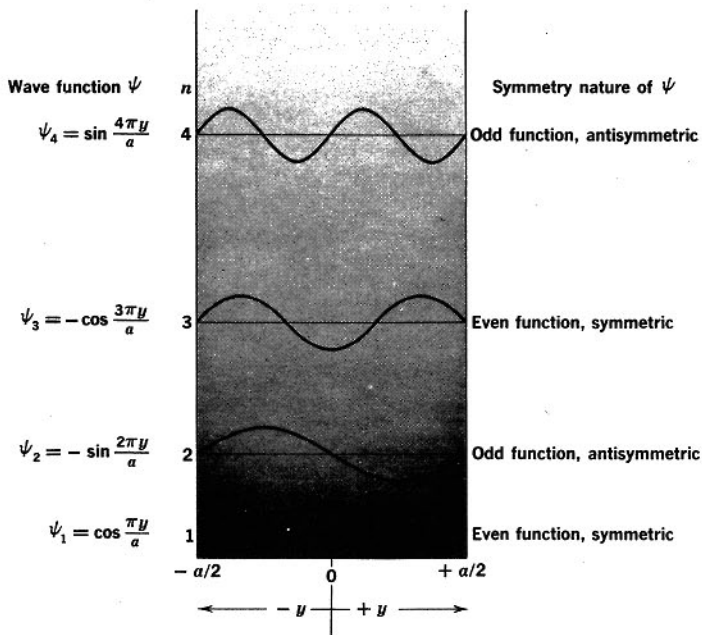 Wave function ψ n Symmetry nature of ψ
ψ₄ = sin 4πy/a 4 Odd function, antisymmetric
ψ₃ = −cos 3πy/a 3 Even function, symmetric
ψ₂ = − sin 2πy/a 2 Odd function, antisymmetric
ψ₁ = cos πy/a 1 Even function, symmetric
− a/2 0 + a/2
− y + y